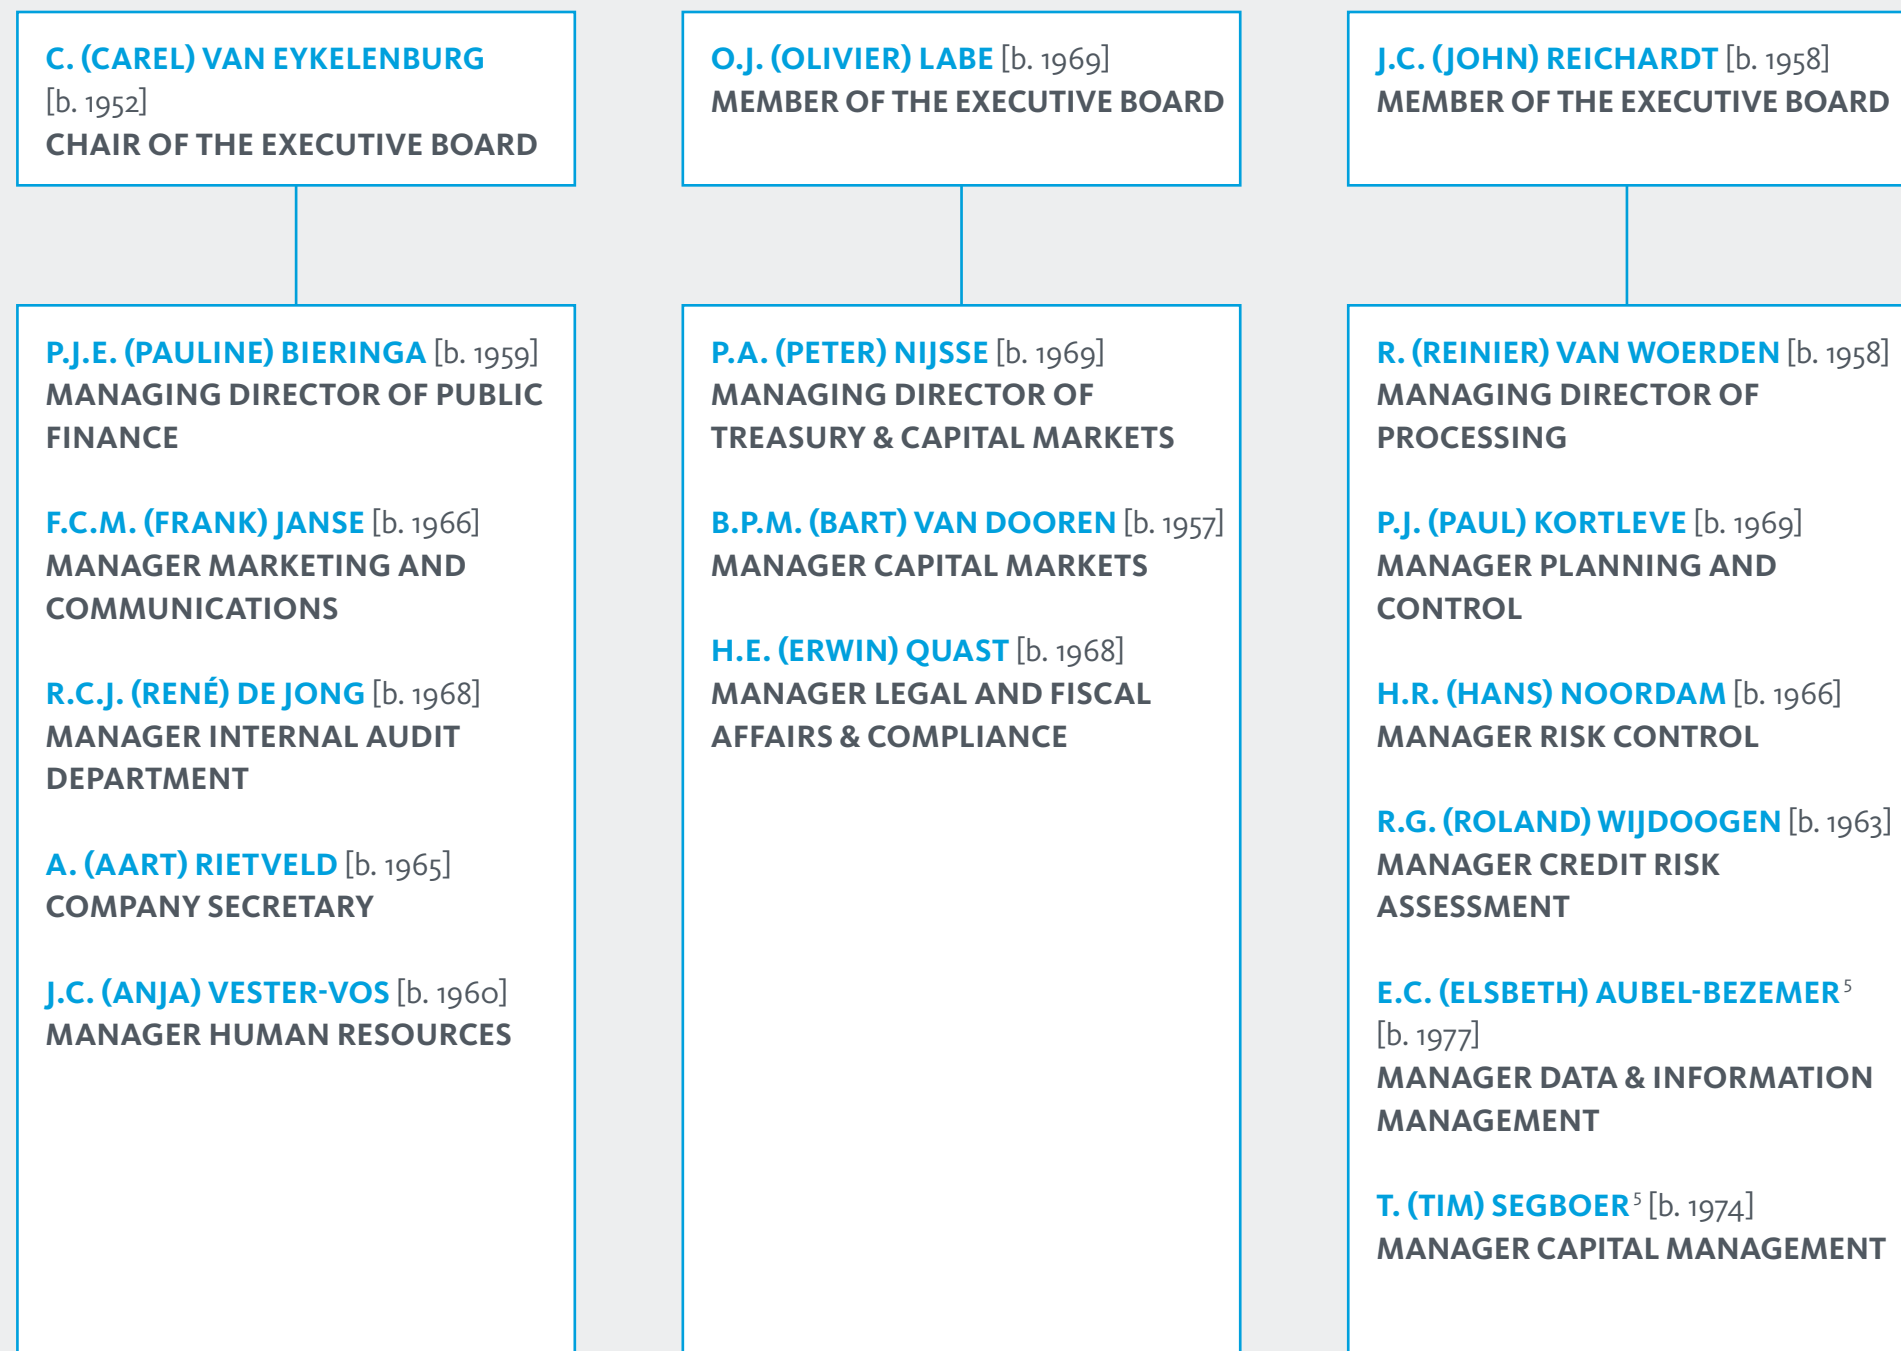 C. (CAREL) VAN EYKELENBURG
[b. 1952]
CHAIR OF THE EXECUTIVE BOARD
P.J.E. (PAULINE) BIERINGA [b. 1959]
MANAGING DIRECTOR OF PUBLIC
FINANCE
F.C.M. (FRANK) JANSE [b. 1966]
MANAGER MARKETING AND
COMMUNICATIONS
R.C.J. (RENÉ) DE JONG [b. 1968]
MANAGER INTERNAL AUDIT
DEPARTMENT
A. (AART) RIETVELD [b. 1965]
COMPANY SECRETARY
J.C. (ANJA) VESTER-VOS [b. 1960]
MANAGER HUMAN RESOURCES
O.J. (OLIVIER) LABE [b. 1969]
MEMBER OF THE EXECUTIVE BOARD
P.A. (PETER) NIJSSE [b. 1969]
MANAGING DIRECTOR OF
TREASURY & CAPITAL MARKETS
B.P.M. (BART) VAN DOOREN [b. 1957]
MANAGER CAPITAL MARKETS
H.E. (ERWIN) QUAST [b. 1968]
MANAGER LEGAL AND FISCAL
AFFAIRS & COMPLIANCE
J.C. (JOHN) REICHARDT [b. 1958]
MEMBER OF THE EXECUTIVE BOARD
R. (REINIER) VAN WOERDEN [b. 1958]
MANAGING DIRECTOR OF
PROCESSING
P.J. (PAUL) KORTLEVE [b. 1969]
MANAGER PLANNING AND
CONTROL
H.R. (HANS) NOORDAM [b. 1966]
MANAGER RISK CONTROL
R.G. (ROLAND) WIJDOOGEN [b. 1963]
MANAGER CREDIT RISK
ASSESSMENT
E.C. (ELSBETH) AUBEL-BEZEMER⁵
[b. 1977]
MANAGER DATA & INFORMATION
MANAGEMENT
T. (TIM) SEGBOER⁵ [b. 1974]
MANAGER CAPITAL MANAGEMENT